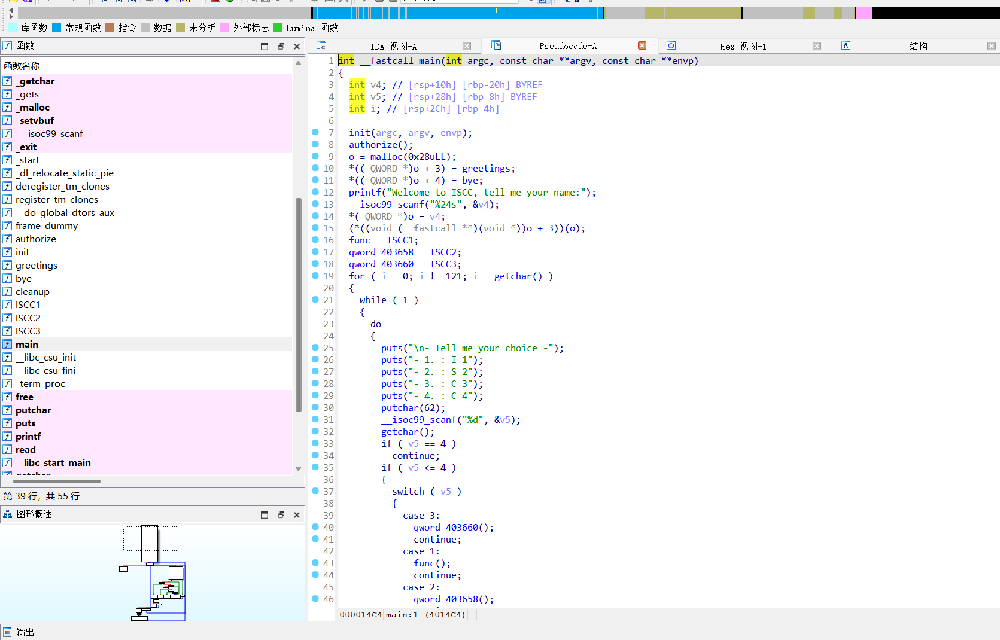 库函数 常规函数 指令 数据 未分析 外部标志 Lumina 函数
函数
函数名称
_getchar
_gets
_malloc
_setvbuf
___isoc99_scanf
_exit
_start
_dl_relocate_static_pie
deregister_tm_clones
register_tm_clones
__do_global_dtors_aux
frame_dummy
authorize
init
greetings
bye
cleanup
ISCC1
ISCC2
ISCC3
main
__libc_csu_init
__libc_csu_fini
_term_proc
free
putchar
puts
printf
read
__libc_start_main
getchar
第 39 行，共 55 行
图形概述
IDA 视图-A Pseudocode-A Hex 视图-1 结构
1 int __fastcall main(int argc, const char **argv, const char **envp)
2 {
3 int v4; // [rsp+10h] [rbp-20h] BYREF
4 int v5; // [rsp+28h] [rbp-8h] BYREF
5 int i; // [rsp+2Ch] [rbp-4h]
6
7 init(argc, argv, envp);
8 authorize();
9 o = malloc(0x28uLL);
10 *((_QWORD *)o + 3) = greetings;
11 *((_QWORD *)o + 4) = bye;
12 printf("Welcome to ISCC, tell me your name:");
13 __isoc99_scanf("%24s", &v4);
14 *(_QWORD *)o = v4;
15 (*((void (__fastcall **)(void *))o + 3))(o);
16 func = ISCC1;
17 qword_403658 = ISCC2;
18 qword_403660 = ISCC3;
19 for ( i = 0; i != 121; i = getchar() )
20 {
21 while ( 1 )
22 {
23 do
24 {
25 puts("\n- Tell me your choice -");
26 puts("- 1. : I 1");
27 puts("- 2. : S 2");
28 puts("- 3. : C 3");
29 puts("- 4. : C 4");
30 putchar(62);
31 __isoc99_scanf("%d", &v5);
32 getchar();
33 if ( v5 == 4 )
34 continue;
35 if ( v5 <= 4 )
36 {
37 switch ( v5 )
38 {
39 case 3:
40 qword_403660();
41 continue;
42 case 1:
43 func();
44 continue;
45 case 2:
46 qword_403658();
000014C4 main:1 (4014C4)
输出